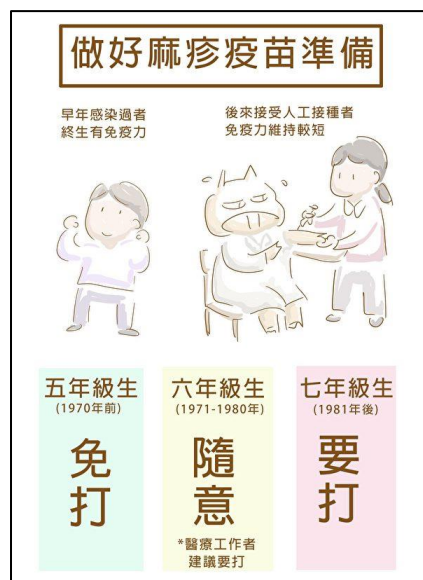 做好麻疹疫苗準備
早年感染過者
終生有免疫力
後來接受人工接種者
免疫力維持較短
五年級生
(1970年前)
免打
六年級生
(1971-1980年)
隨意
*醫療工作者
建議要打
七年級生
(1981年後)
要打